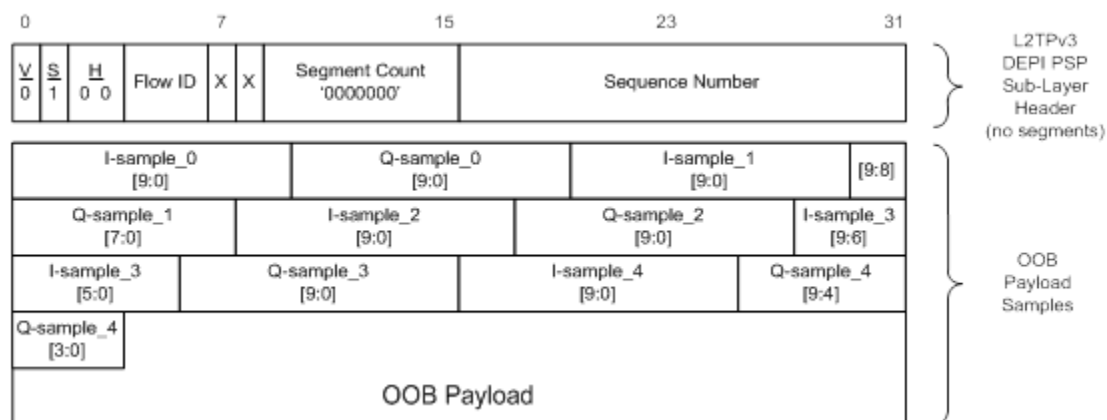 0 7 15 23 31
V S H
0 1 0 0 Flow ID X X Segment Count
'0000000' Sequence Number
L2TPv3
DEPI PSP
Sub-Layer
Header
(no segments)
I-sample_0
[9:0]
Q-sample_0
[9:0]
I-sample_1
[9:0]
[9:8]
Q-sample_1
[7:0]
I-sample_2
[9:0]
Q-sample_2
[9:0]
I-sample_3
[9:6]
I-sample_3
[5:0]
Q-sample_3
[9:0]
I-sample_4
[9:0]
Q-sample_4
[9:4]
Q-sample_4
[3:0]
OOB Payload
OOB
Payload
Samples